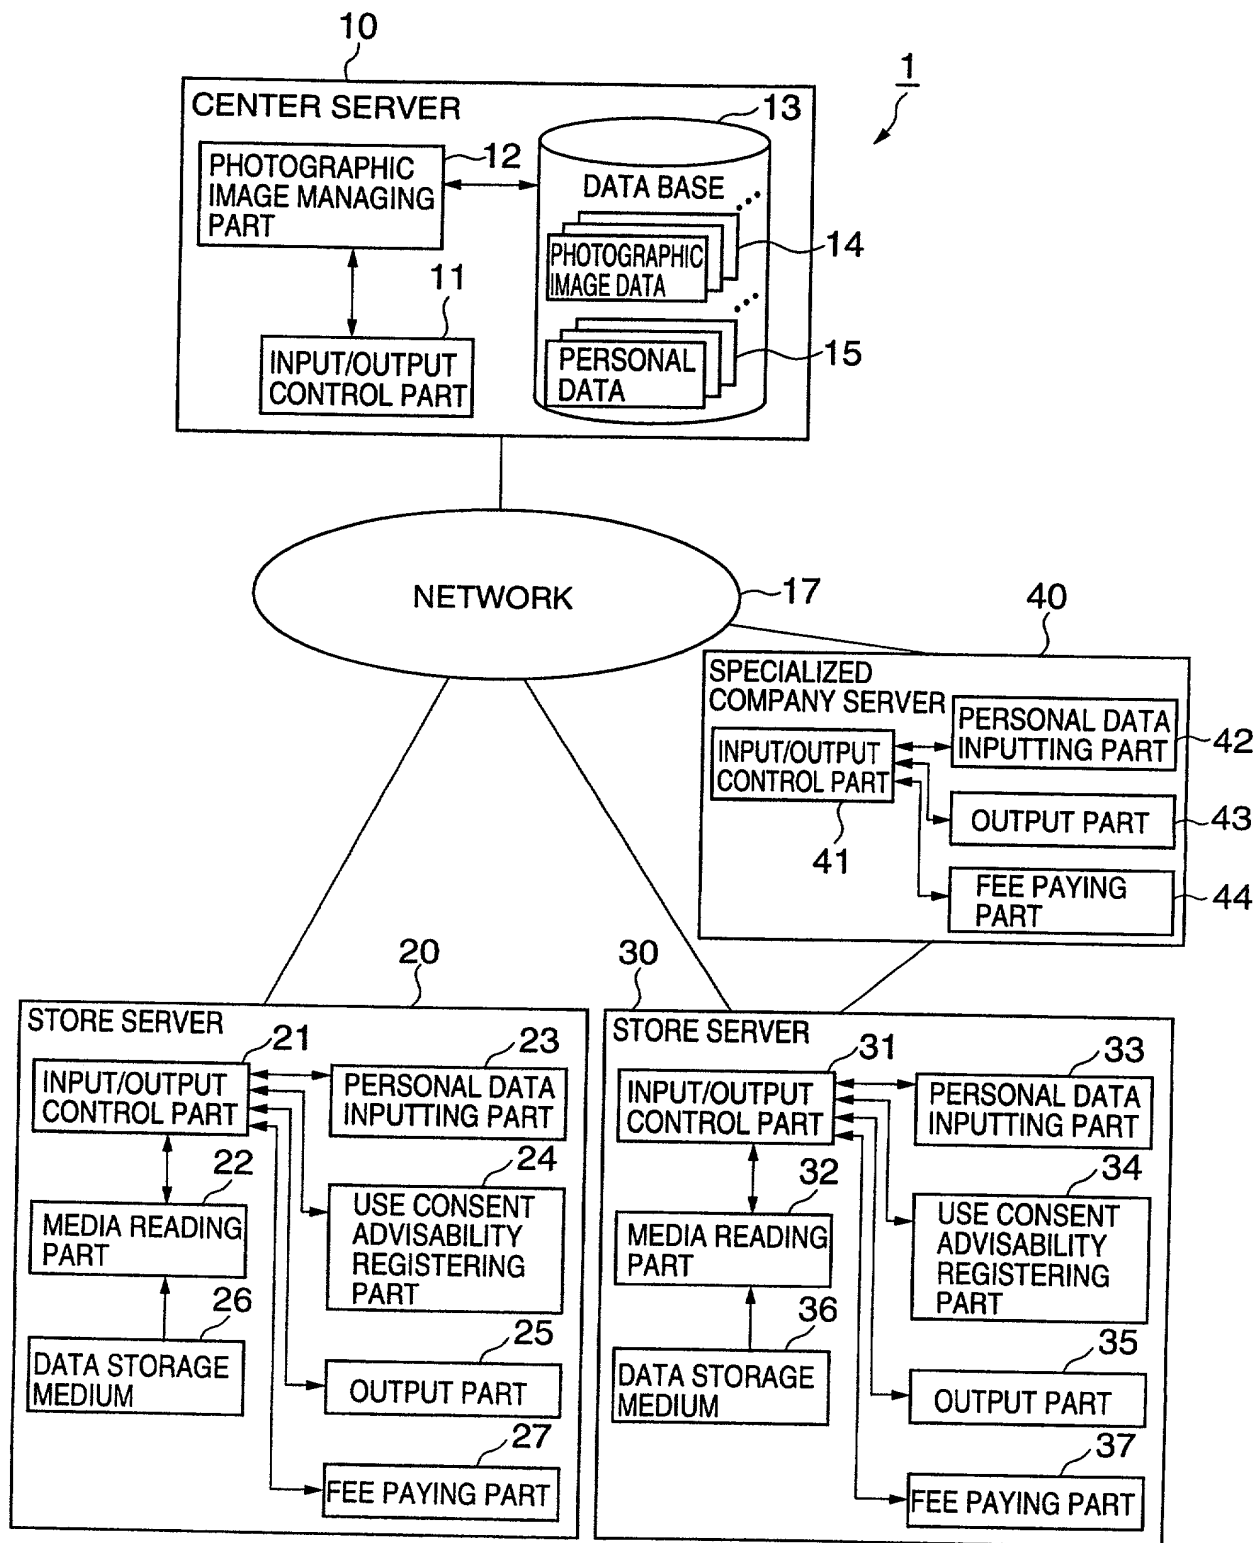 10
1
CENTER SERVER
13
12
PHOTOGRAPHIC
IMAGE MANAGING
PART
DATA BASE
14
PHOTOGRAPHIC
IMAGE DATA
11
INPUT/OUTPUT
CONTROL PART
15
PERSONAL
DATA
NETWORK
17
40
SPECIALIZED
COMPANY SERVER
PERSONAL DATA
INPUTTING PART
42
INPUT/OUTPUT
CONTROL PART
41
OUTPUT PART
43
FEE PAYING
PART
44
20
STORE SERVER
21
INPUT/OUTPUT
CONTROL PART
23
PERSONAL DATA
INPUTTING PART
22
MEDIA READING
PART
24
USE CONSENT
ADVISABILITY
REGISTERING
PART
26
DATA STORAGE
MEDIUM
25
OUTPUT PART
27
FEE PAYING PART
30
STORE SERVER
31
INPUT/OUTPUT
CONTROL PART
33
PERSONAL DATA
INPUTTING PART
32
MEDIA READING
PART
34
USE CONSENT
ADVISABILITY
REGISTERING
PART
36
DATA STORAGE
MEDIUM
35
OUTPUT PART
37
FEE PAYING PART